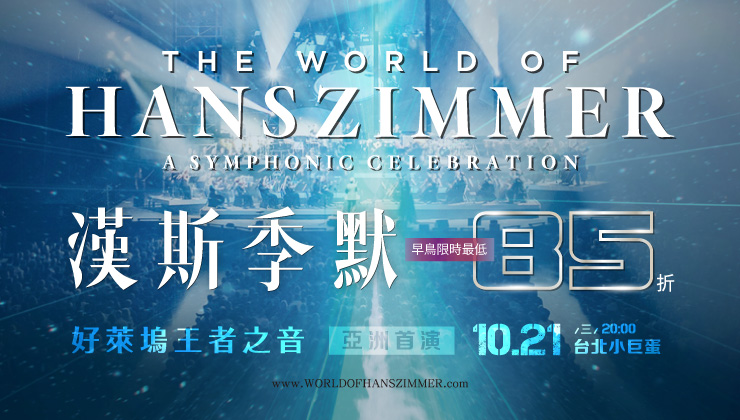 THE WORLD OF
HANSZIMMER
A SYMPHONIC CELEBRATION
漢斯季默 早鳥限時最低 85折
好萊塢王者之音 亞洲首演 10.21 /三/ 20:00
台北小巨蛋
www.WORLDOFHANSZIMMER.com